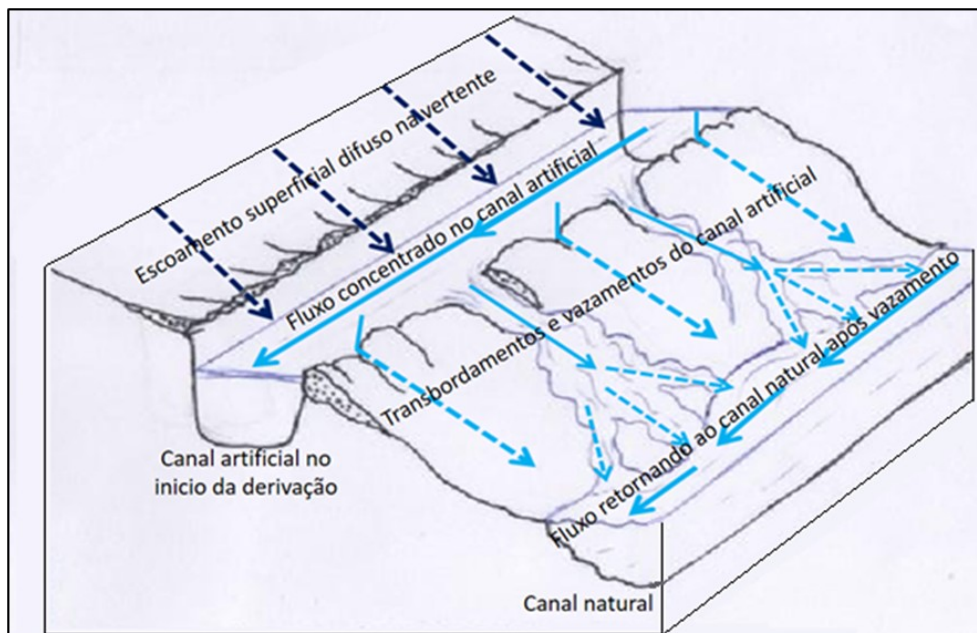 Escoamento superficial difuso na vertente
Fluxo concentrado no canal artificial
Transbordamentos e vazamentos do canal artificial
Fluxo retornando ao canal natural após vazamento
Canal artificial no
inicio da derivação
Canal natural